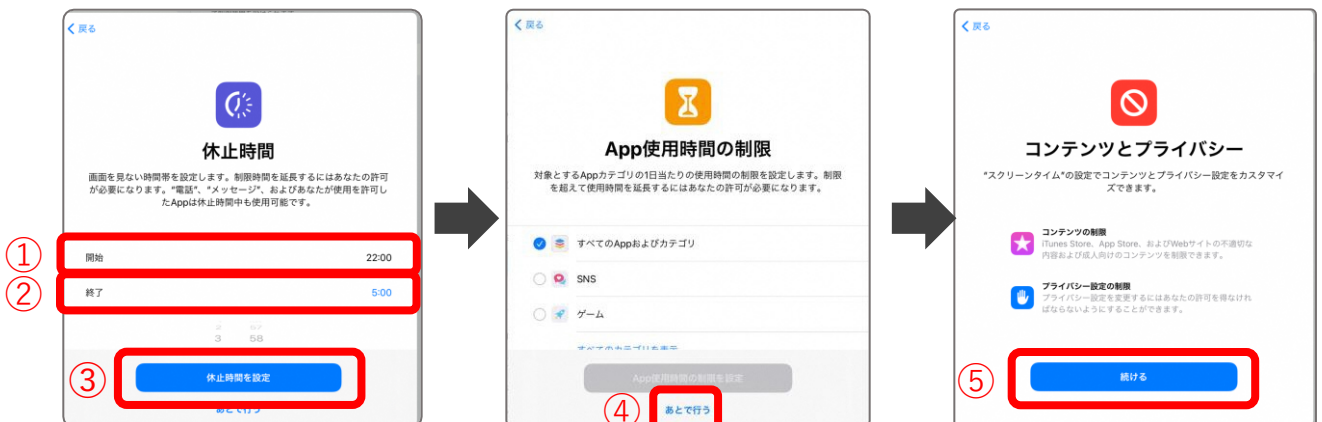 戻る
休止時間
画面を見ない時間帯を設定します。制限時間を延長するにはあなたの許可
が必要になります。"電話"、"メッセージ"、およびあなたが使用を許可し
たAppは休止時間中も使用可能です。
①
開始 22:00
②
終了 5:00
3 58
③
休止時間を設定
あとで行う
戻る
App使用時間の制限
対象とするAppカテゴリの1日当たりの使用時間の制限を設定します。制限
を超えて使用時間を延長するにはあなたの許可が必要になります。
すべてのAppおよびカテゴリ
SNS
ゲーム
すべてのカテゴリを表示
App使用時間の制限を設定
④
あとで行う
戻る
コンテンツとプライバシー
"スクリーンタイム"の設定でコンテンツとプライバシー設定をカスタマイ
ズできます。
コンテンツの制限
iTunes Store、App Store、およびWebサイトの不適切な
内容および成人向けのコンテンツを制限できます。
プライバシー設定の制限
プライバシー設定を変更するにはあなたの許可を得なけれ
ばならないようにすることができます。
⑤
続ける